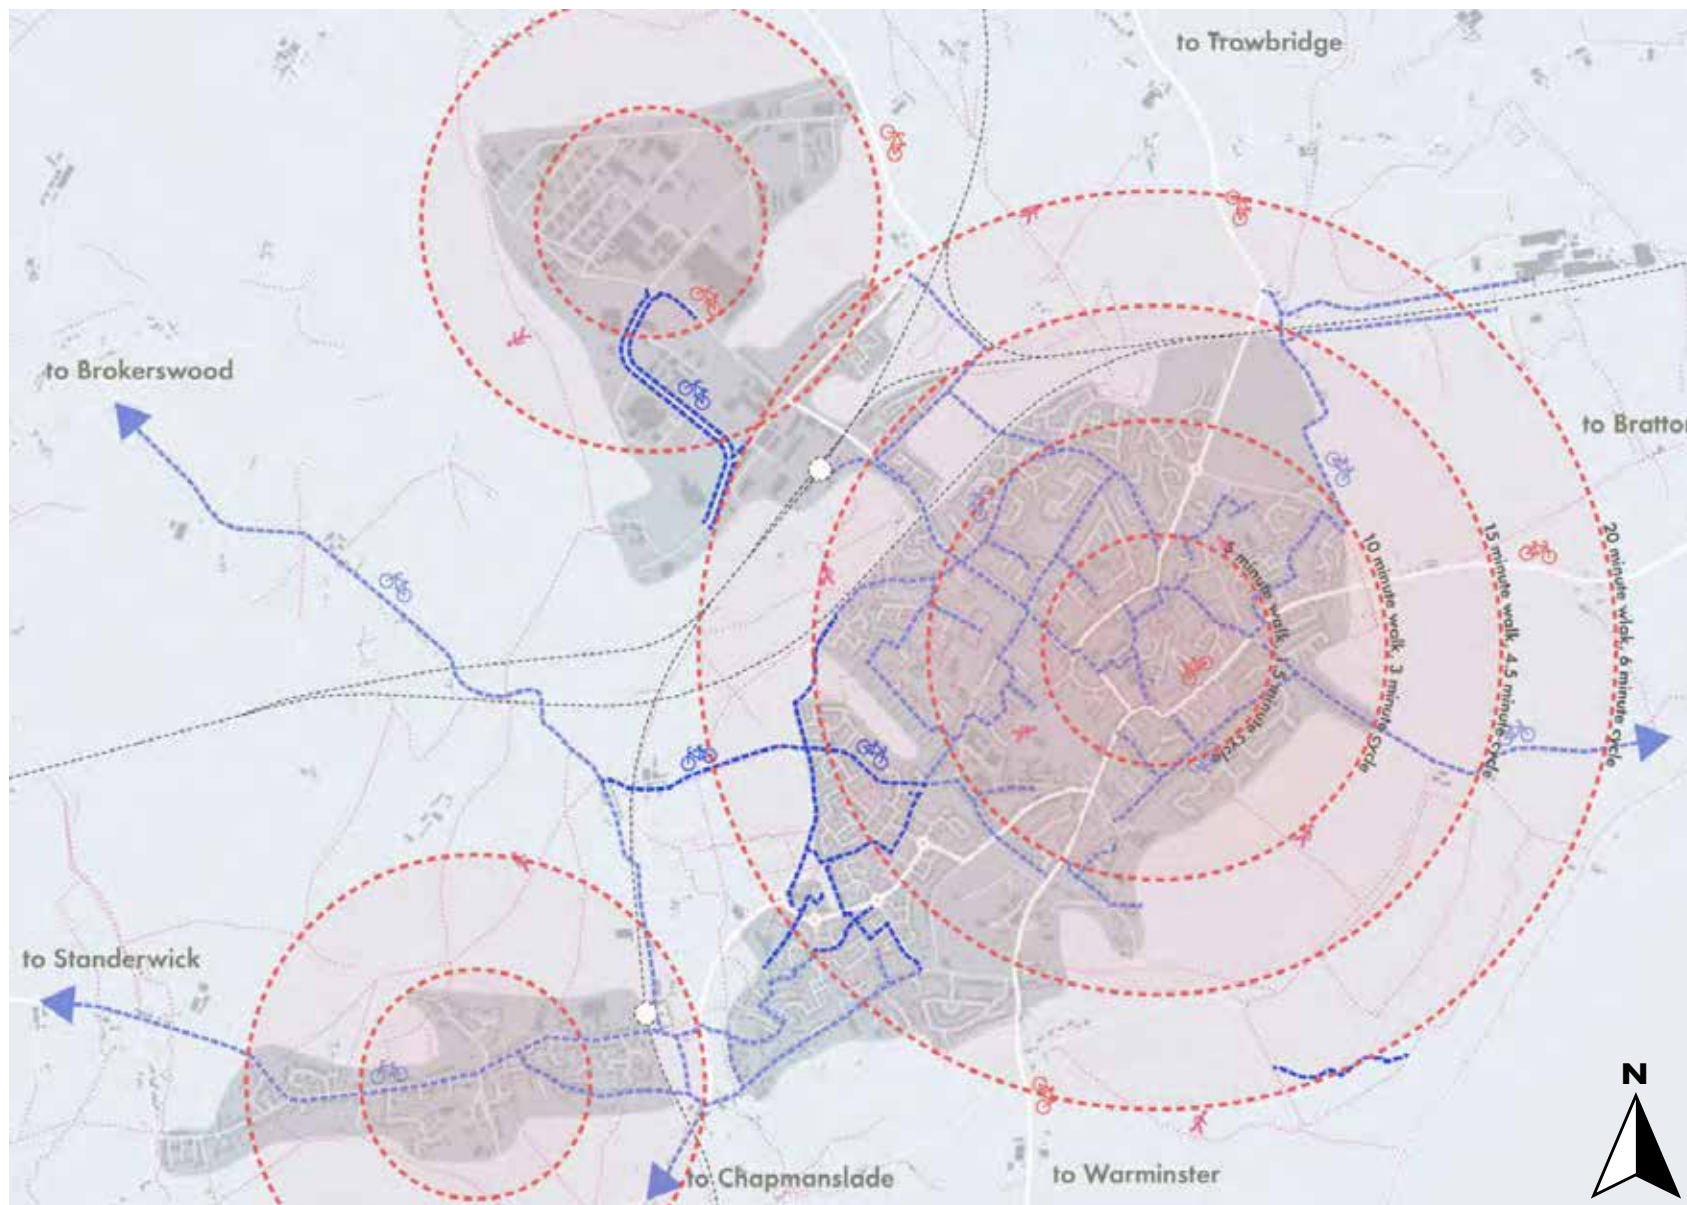 to Trowbridge
to Brokerswood
to Bratton
5 minute walk 1.5 minute cycle
10 minute walk, 3 minute cycle
15 minute walk, 4.5 minute cycle
20 minute wlak, 6 minute cycle
to Standerwick
N
to Chapmanslade
to Warminster